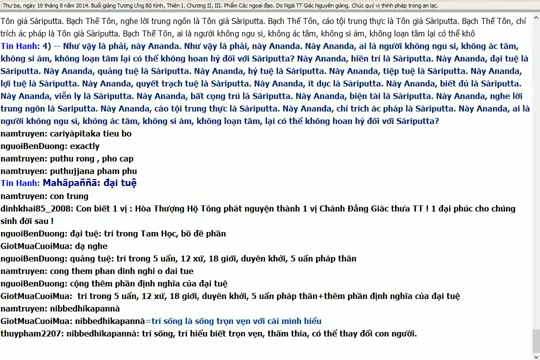 Thứ ba, ngày 19 tháng 8 năm 2014. Buổi giảng Tương Ưng Bộ Kinh, Thiên I, Chương II, III. Phẩm Các ngoại đạo. Do Ngài TT Giác Nguyên giảng. Chúc quý vị thính pháp trong an lạc.
Tôn giả Sàriputta. Bạch Thế Tôn, nghe lời trung ngôn là Tôn giả Sàriputta. Bạch Thế Tôn, cáo tội trung thực là Tôn giả Sàriputta. Bạch Thế Tôn, chỉ
trích ác pháp là Tôn giả Sàriputta. Bạch Thế Tôn, ai là người không ngu si, không ác tâm, không si ám, không loạn tâm lại có thể khô
Tin Hanh: 4) -- Như vậy là phải, này Ananda. Như vậy là phải, này Ananda. Này Ananda, ai là người không ngu si, không ác tâm,
không si ám, không loạn tâm lại có thể không hoan hỷ đối với Sàriputta? Này Ananda, hiền trí là Sàriputta. Này Ananda, đại tuệ là
Sàriputta. Này Ananda, quảng tuệ là Sàriputta. Này Ananda, hỷ tuệ là Sàriputta. Này Ananda, tiệp tuệ là Sàriputta. Này Ananda,
lợi tuệ là Sàriputta. Này Ananda, quyết trạch tuệ là Sàriputta. Này Ananda, ít dục là Sàriputta. Này Ananda, biết đủ là Sàriputta.
Này Ananda, viễn ly là Sàriputta. Này Ananda, bất cọng trú là Sàriputta. Này Ananda, biện tài là Sàriputta. Này Ananda, nghe lời
trung ngôn là Sàriputta. Này Ananda, cáo tội trung thực là Sàriputta. Này Ananda, chỉ trích ác pháp là Sàriputta. Này Ananda, ai là
người không ngu si, không ác tâm, không si ám, không loạn tâm, lại có thể không hoan hỷ đối với Sàriputta?
namtruyen: cariyàpitaka tieu bo
nguoiBenDuong: exactly
namtruyen: puthu rong , pho cap
namtruyen: puthujjana pham phu
Tin Hanh: Mahāpaññā: đại tuệ
namtruyen: con trung
dinhkhai85_2008: Con biết 1 vị : Hòa Thượng Hộ Tông phát nguyện thành 1 vị Chánh Đẳng Giác thưa TT ! 1 đại phúc cho chúng
sinh đời sau !
nguoiBenDuong: đại tuệ: trí trong Tam Học, bồ đề phần
GiotMuaCuoiMua: dạ nghe
nguoiBenDuong: quảng tuệ: trí trong 5 uẩn, 12 xứ, 18 giới, duyên khởi, 5 uẩn pháp thân
namtruyen: cong them phan dinh nghi o dai tue
nguoiBenDuong: cộng thêm phần định nghĩa của đại tuệ
GiotMuaCuoiMua: trí trong 5 uẩn, 12 xứ, 18 giới, duyên khởi, 5 uẩn pháp thân+thêm phần định nghĩa của đại tuệ
namtruyen: nibbedhikapannà
GiotMuaCuoiMua: nibbedhikapannà=trí sống là sống trọn vẹn với cái mình hiểu
thuypham2207: nibbedhikapannà: trí sống, trí hiểu biết trọn vẹn, thấm thía, có thể thay đổi con người.